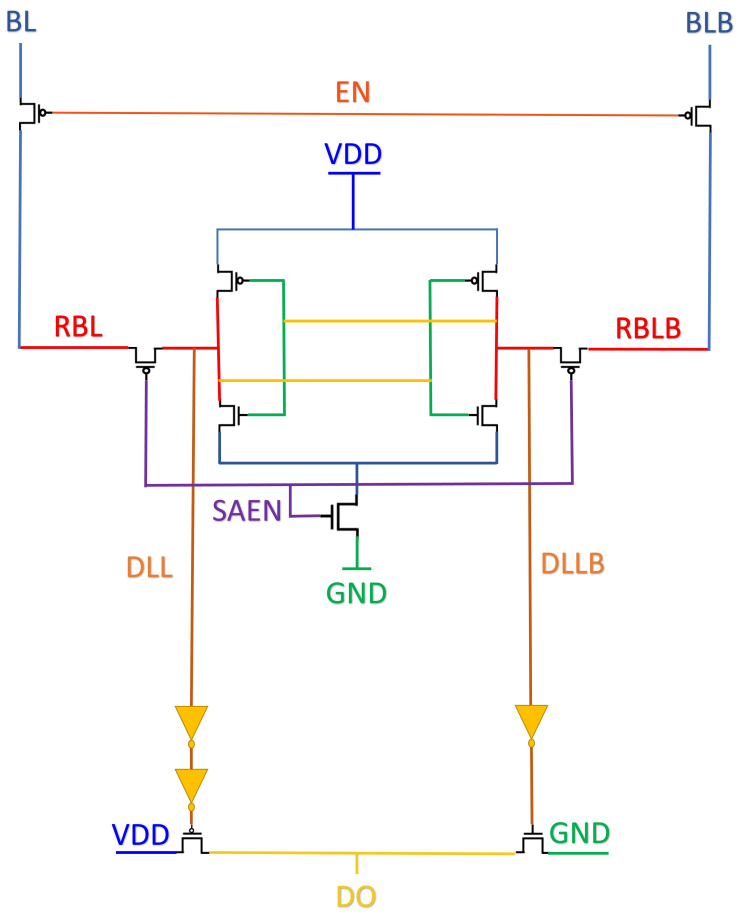 BL
BLB
EN
VDD
RBL
RBLB
SAEN
DLL
DLLB
GND
VDD
GND
DO